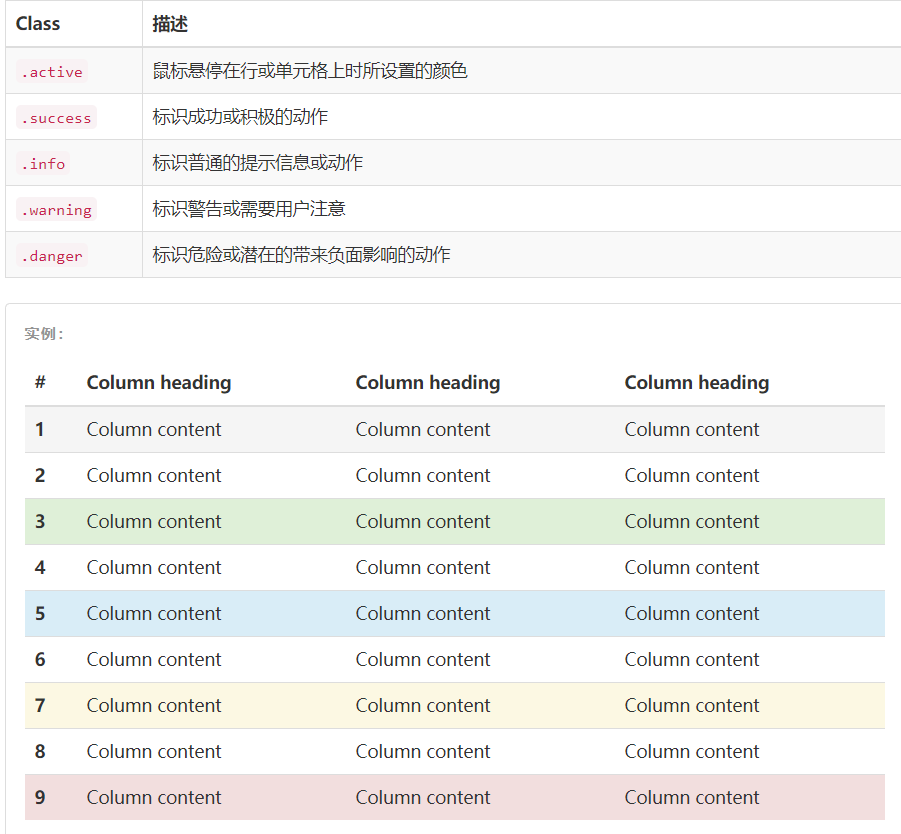 Class 描述
.active 鼠标悬停在行或单元格上时所设置的颜色
.success 标识成功或积极的动作
.info 标识普通的提示信息或动作
.warning 标识警告或需要用户注意
.danger 标识危险或潜在的带来负面影响的动作
实例：
# Column heading Column heading Column heading
1 Column content Column content Column content
2 Column content Column content Column content
3 Column content Column content Column content
4 Column content Column content Column content
5 Column content Column content Column content
6 Column content Column content Column content
7 Column content Column content Column content
8 Column content Column content Column content
9 Column content Column content Column content